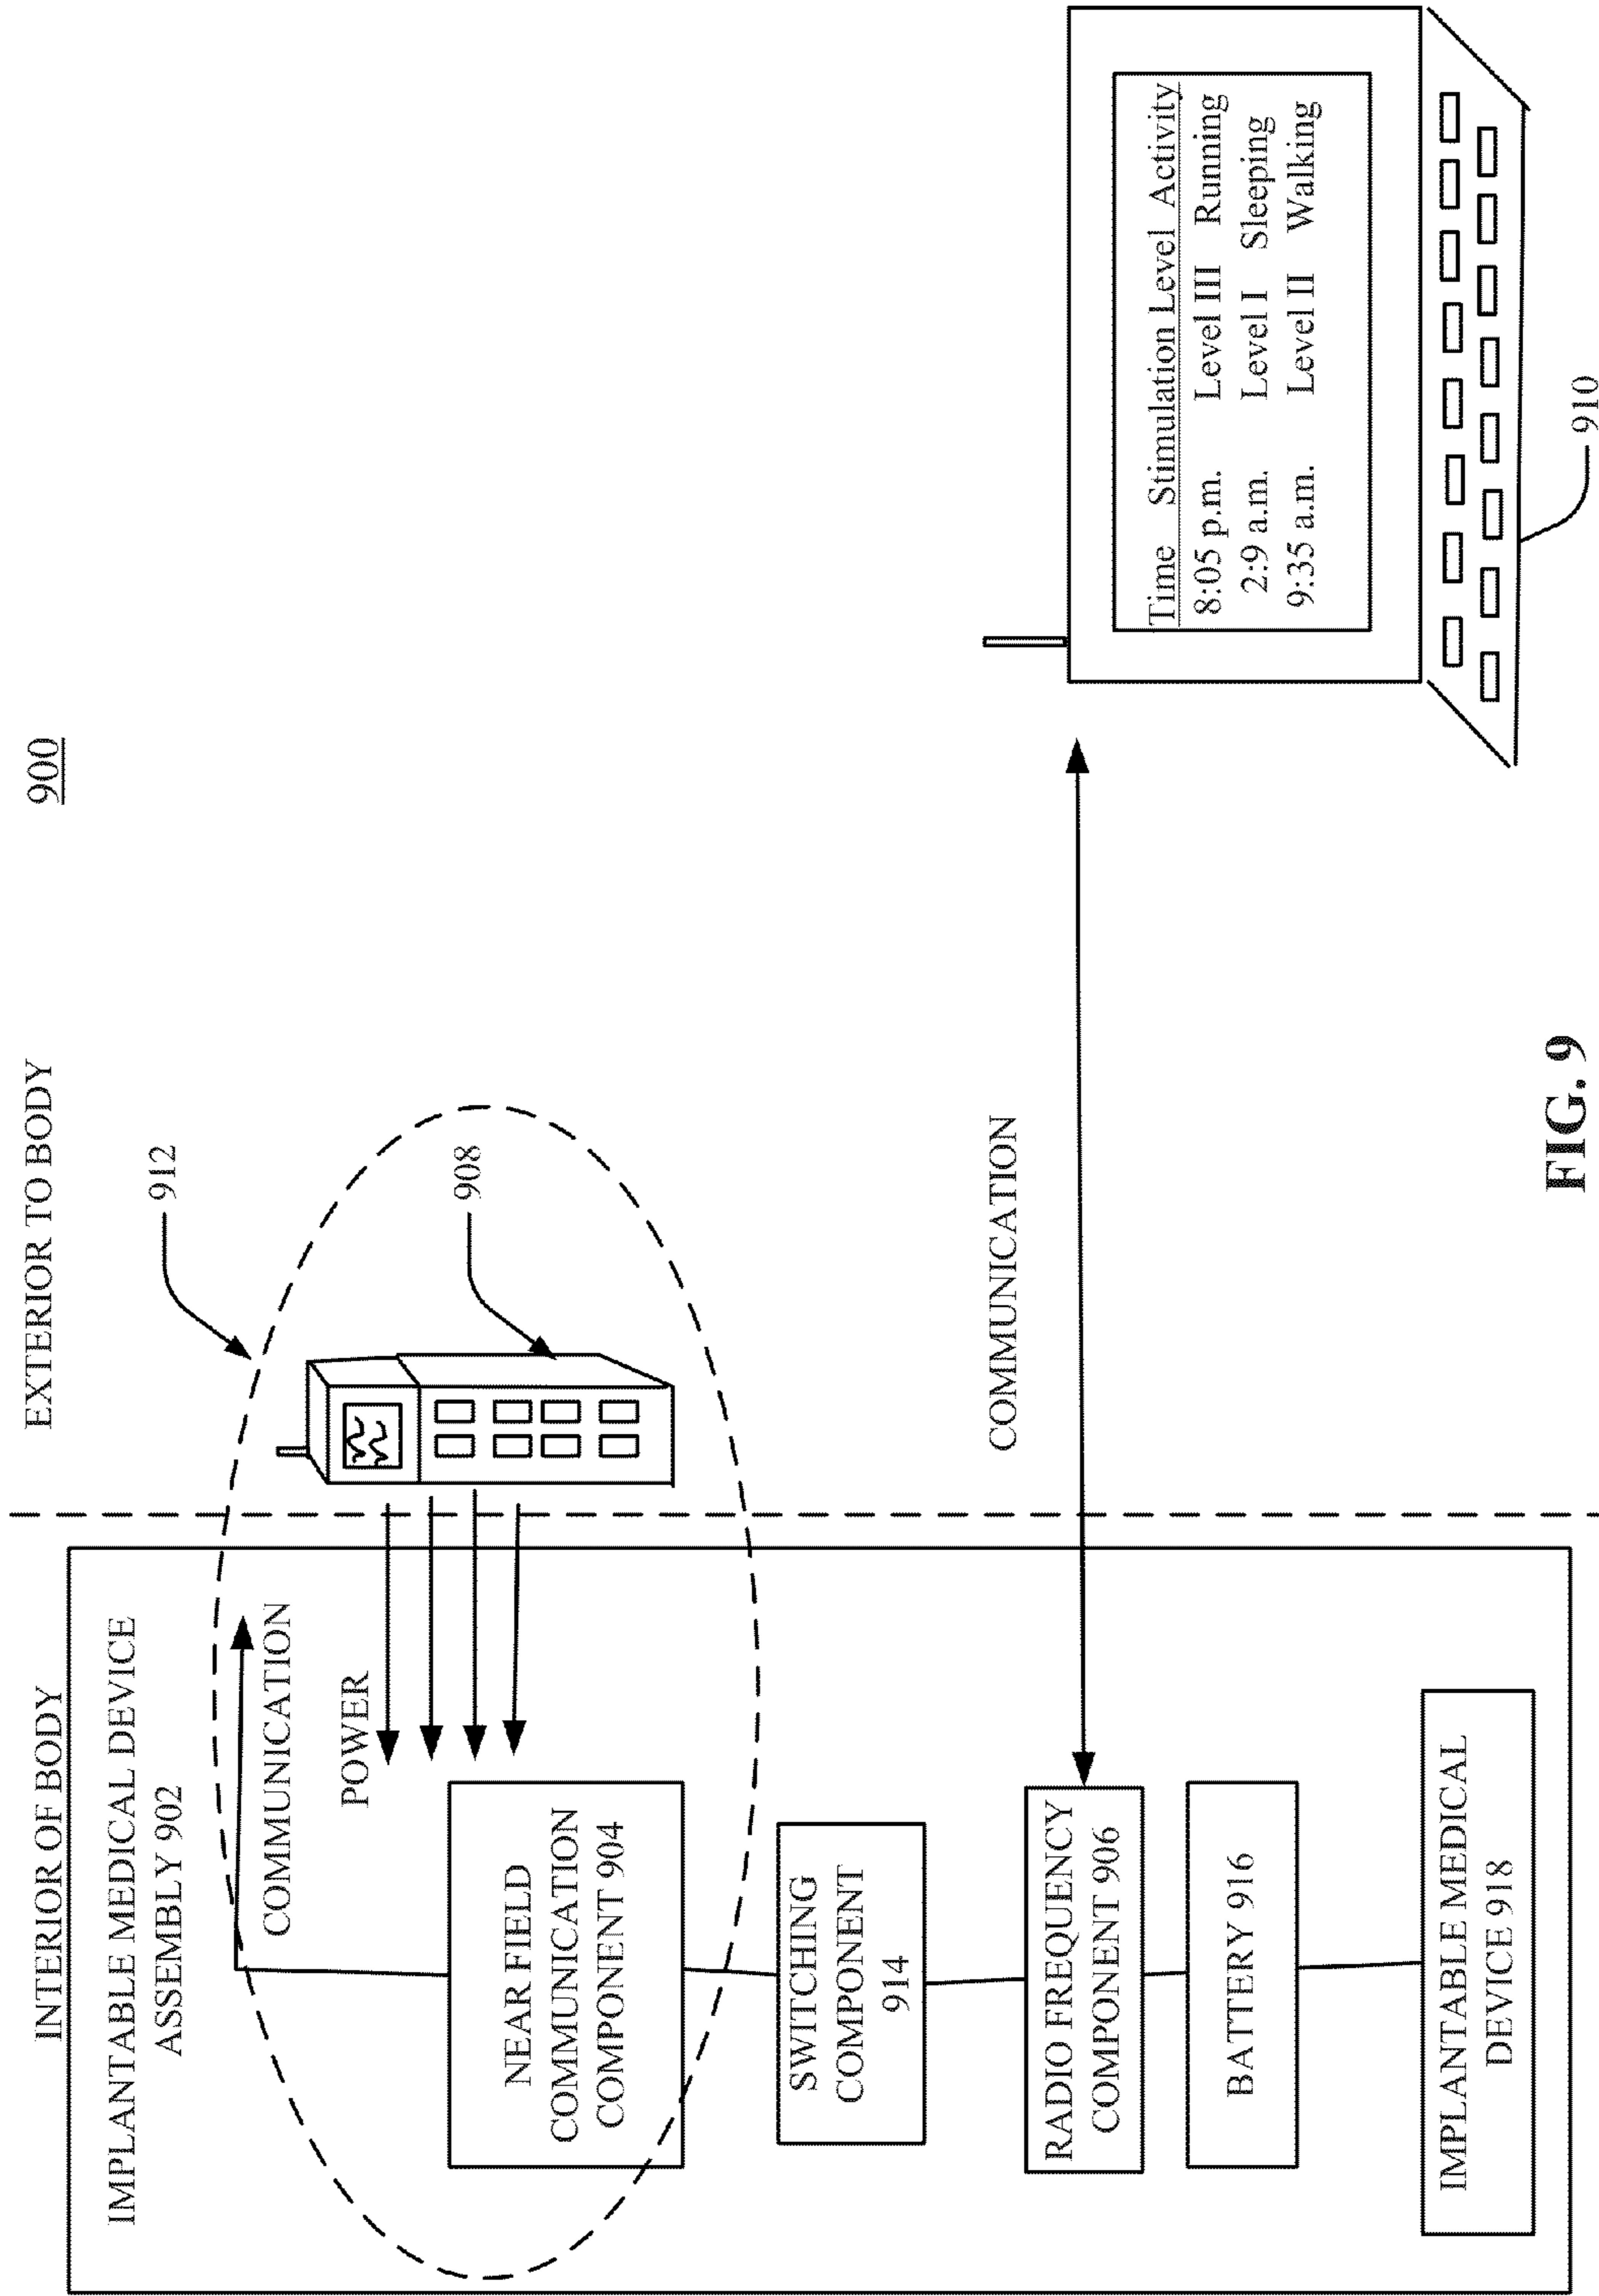 900
INTERIOR OF BODY
EXTERIOR TO BODY
IMPLANTABLE MEDICAL DEVICE
ASSEMBLY 902
912
COMMUNICATION
POWER
908
NEAR FIELD
COMMUNICATION
COMPONENT 904
SWITCHING
COMPONENT
914
RADIO FREQUENCY
COMPONENT 906
COMMUNICATION
BATTERY 916
IMPLANTABLE MEDICAL
DEVICE 918
Time Stimulation Level Activity
8:05 p.m. Level III Running
2:9 a.m. Level I Sleeping
9:35 a.m. Level II Walking
910
FIG. 9